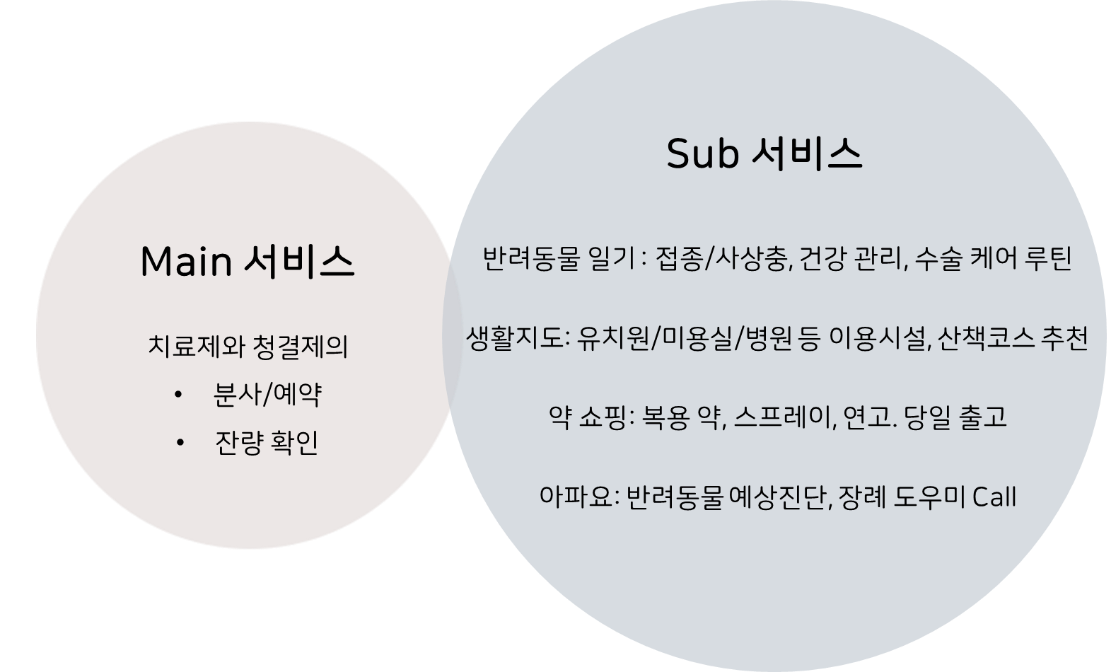 Main 서비스
치료제와 청결제의
• 분사/예약
• 잔량 확인
Sub 서비스
반려동물 일기 : 접종/사상충, 건강 관리, 수술 케어 루틴
생활지도: 유치원/미용실/병원 등 이용시설, 산책코스 추천
약 쇼핑: 복용 약, 스프레이, 연고. 당일 출고
아파요: 반려동물 예상진단, 장례 도우미 Call